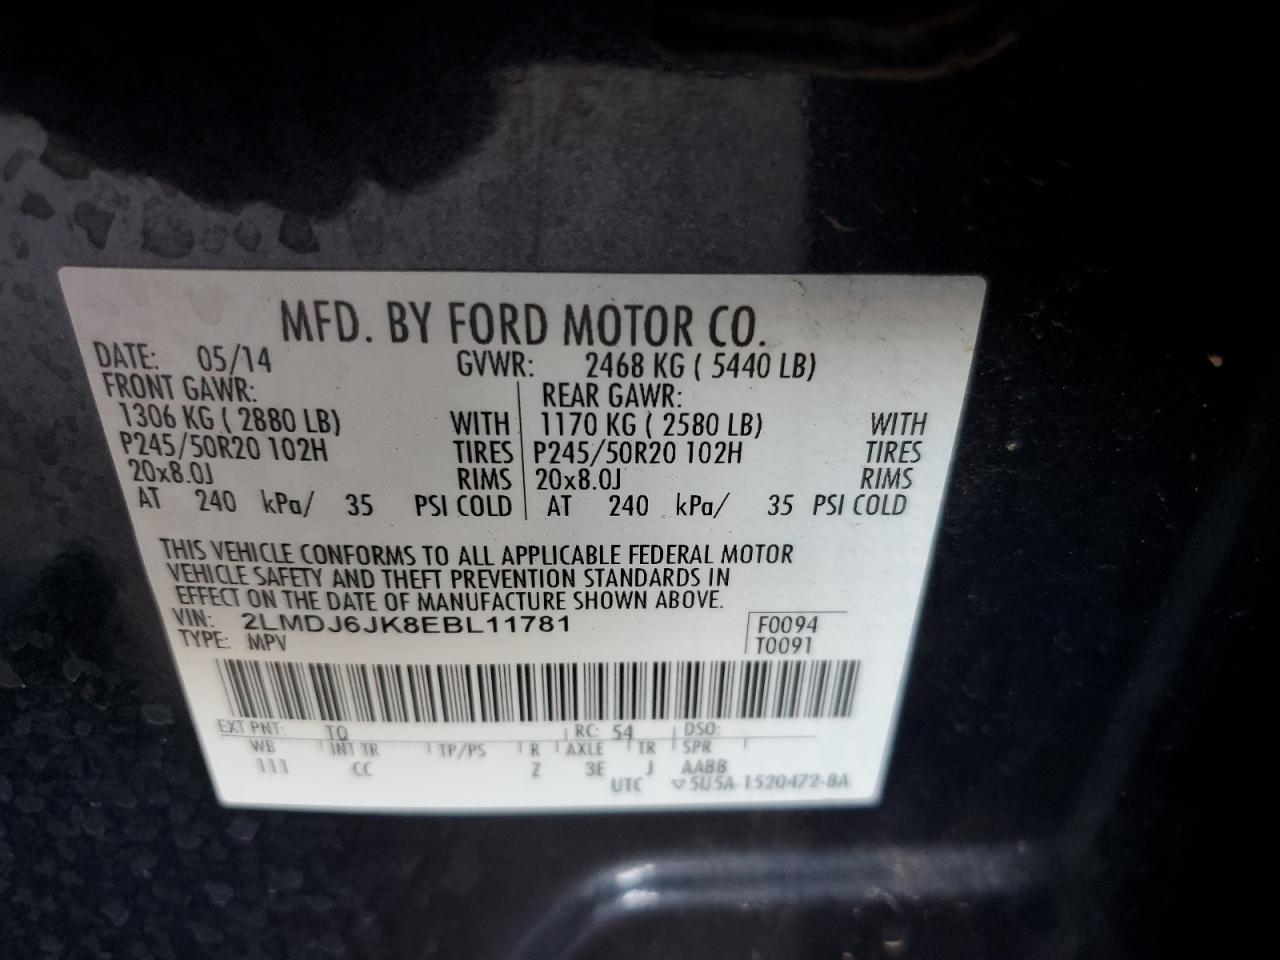 MFD. BY FORD MOTOR CO.
DATE: 05/14 GVWR: 2468 KG ( 5440 LB)
FRONT GAWR: REAR GAWR:
1306 KG ( 2880 LB) WITH 1170 KG ( 2580 LB) WITH
P245/50R20 102H TIRES P245/50R20 102H TIRES
20x8.0J RIMS 20x8.0J RIMS
AT 240 kPa/ 35 PSI COLD AT 240 kPa/ 35 PSI COLD
THIS VEHICLE CONFORMS TO ALL APPLICABLE FEDERAL MOTOR
VEHICLE SAFETY AND THEFT PREVENTION STANDARDS IN
EFFECT ON THE DATE OF MANUFACTURE SHOWN ABOVE.
VIN: 2LMDJ6JK8EBL11781 F0094
TYPE: MPV T0091
EXT PNT: TQ RC: 54 DSO:
WB INT TR TP/PS R AXLE TR SPR
111 CC Z 3E J AABB
UTC ▽5U5A-1520472-BA